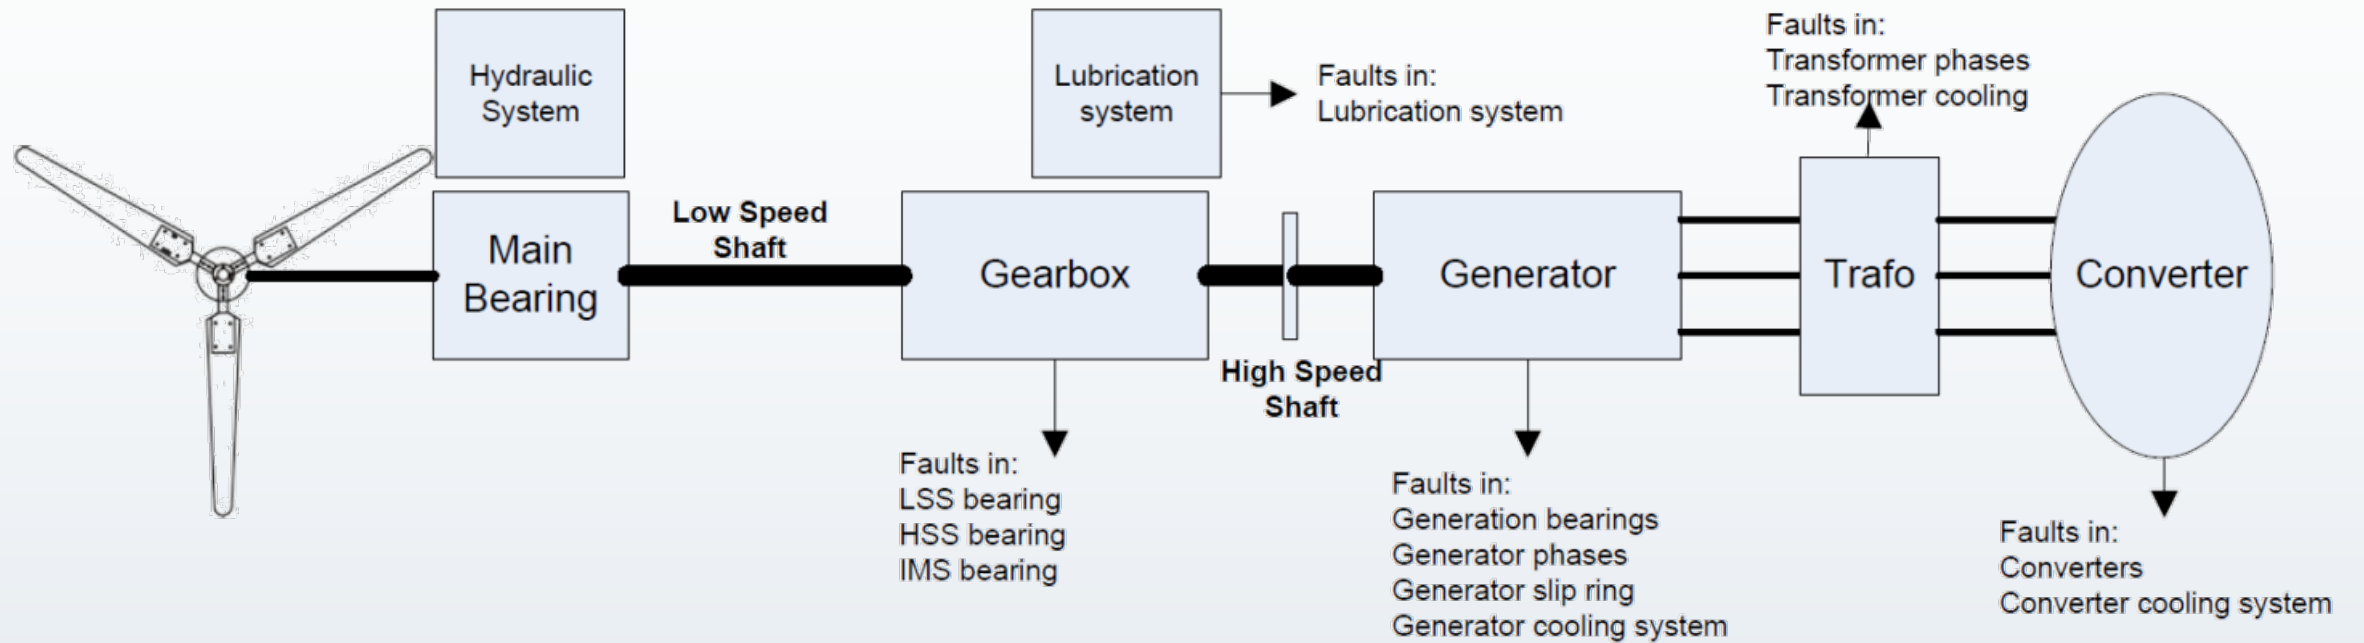 Hydraulic
System
Lubrication
system
Faults in:
Lubrication system
Faults in:
Transformer phases
Transformer cooling
Main
Bearing
Low Speed
Shaft
Gearbox
High Speed
Shaft
Generator
Trafo
Converter
Faults in:
LSS bearing
HSS bearing
IMS bearing
Faults in:
Generation bearings
Generator phases
Generator slip ring
Generator cooling system
Faults in:
Converters
Converter cooling system